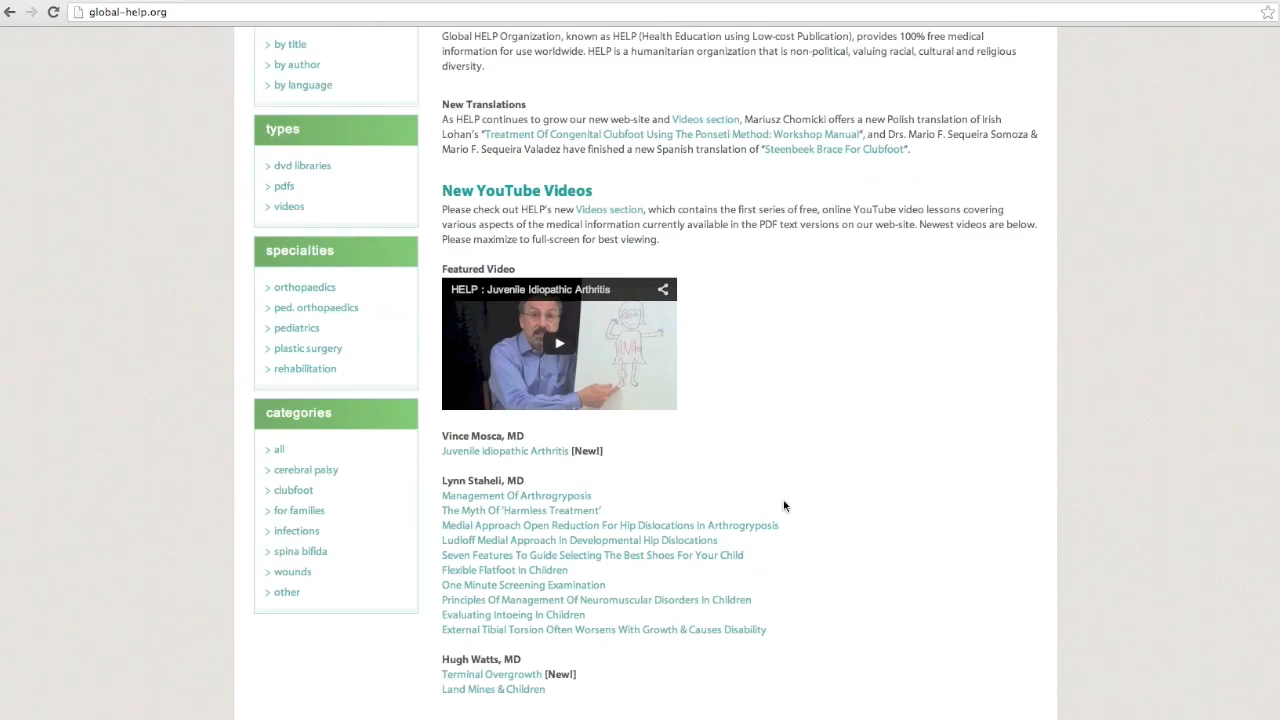 global-help.org
> by title
> by author
> by language
types
> dvd libraries
> pdfs
> videos
specialties
> orthopaedics
> ped. orthopaedics
> pediatrics
> plastic surgery
> rehabilitation
categories
> all
> cerebral palsy
> clubfoot
> for families
> infections
> spina bifida
> wounds
> other
Global HELP Organization, known as HELP (Health Education using Low-cost Publication), provides 100% free medical
information for use worldwide. HELP is a humanitarian organization that is non-political, valuing racial, cultural and religious
diversity.
New Translations
As HELP continues to grow our new web-site and Videos section, Mariusz Chomicki offers a new Polish translation of Irish
Lohan's "Treatment Of Congenital Clubfoot Using The Ponseti Method: Workshop Manual", and Drs. Mario F. Sequeira Somoza &
Mario F. Sequeira Valadez have finished a new Spanish translation of "Steenbeek Brace For Clubfoot".
New YouTube Videos
Please check out HELP's new Videos section, which contains the first series of free, online YouTube video lessons covering
various aspects of the medical information currently available in the PDF text versions on our web-site. Newest videos are below.
Please maximize to full-screen for best viewing.
Featured Video
HELP : Juvenile Idiopathic Arthritis
Vince Mosca, MD
Juvenile Idiopathic Arthritis [New!]
Lynn Staheli, MD
Management Of Arthrogryposis
The Myth Of 'Harmless Treatment'
Medial Approach Open Reduction For Hip Dislocations In Arthrogryposis
Ludloff Medial Approach In Developmental Hip Dislocations
Seven Features To Guide Selecting The Best Shoes For Your Child
Flexible Flatfoot In Children
One Minute Screening Examination
Principles Of Management Of Neuromuscular Disorders In Children
Evaluating Intoeing In Children
External Tibial Torsion Often Worsens With Growth & Causes Disability
Hugh Watts, MD
Terminal Overgrowth [New!]
Land Mines & Children